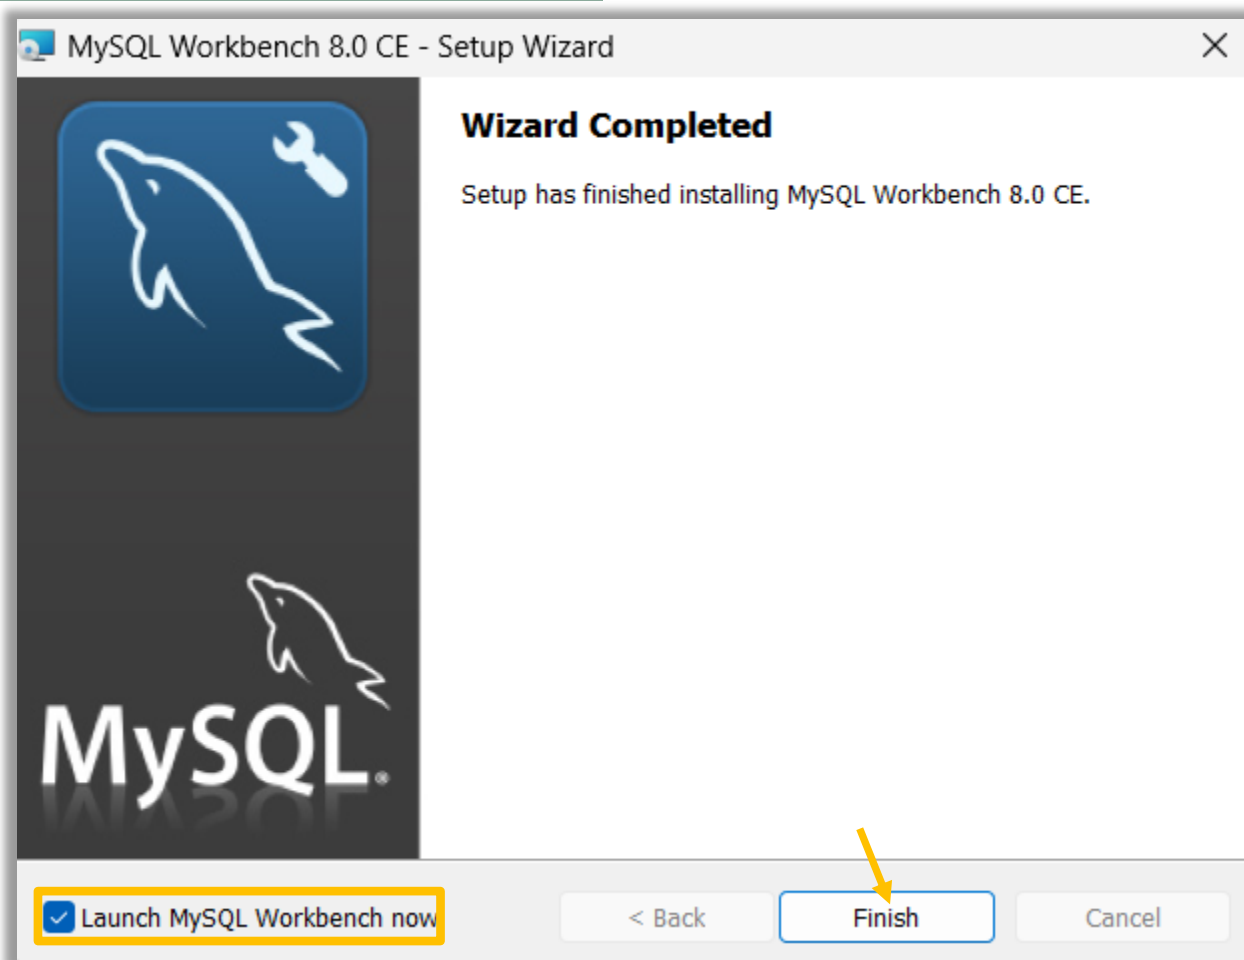 MySQL Workbench 8.0 CE - Setup Wizard
Wizard Completed
Setup has finished installing MySQL Workbench 8.0 CE.
MySQL®
Launch MySQL Workbench now
< Back
Finish
Cancel